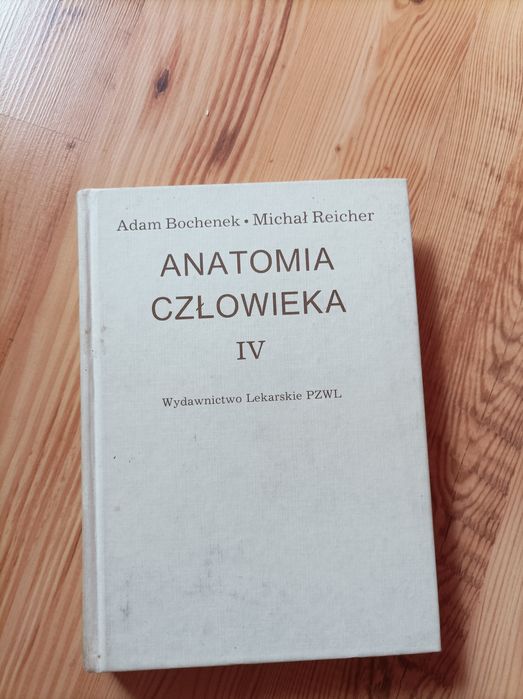 Adam Bochenek • Michał Reicher
ANATOMIA
CZŁOWIEKA
IV
Wydawnictwo Lekarskie PZWL